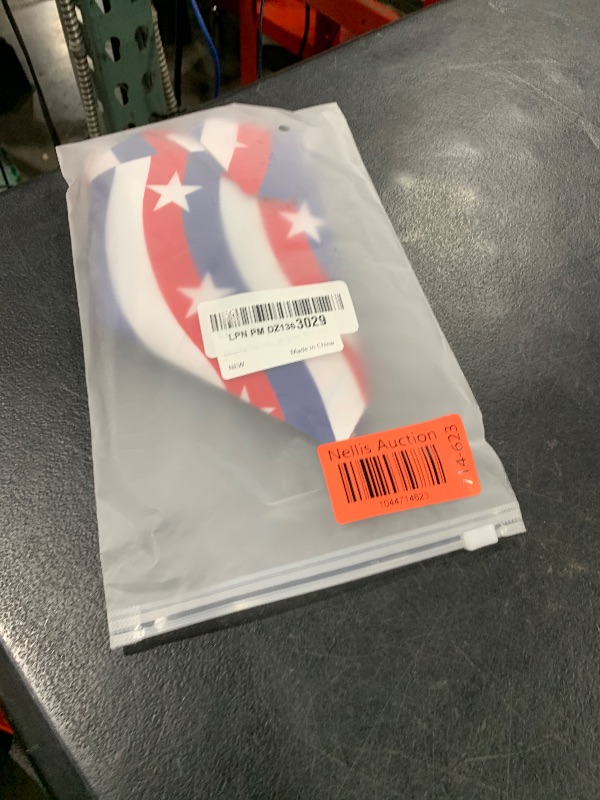 LPN PM DZ1363029
NEW Made in China
Nellis Auction
14-623
1044714623